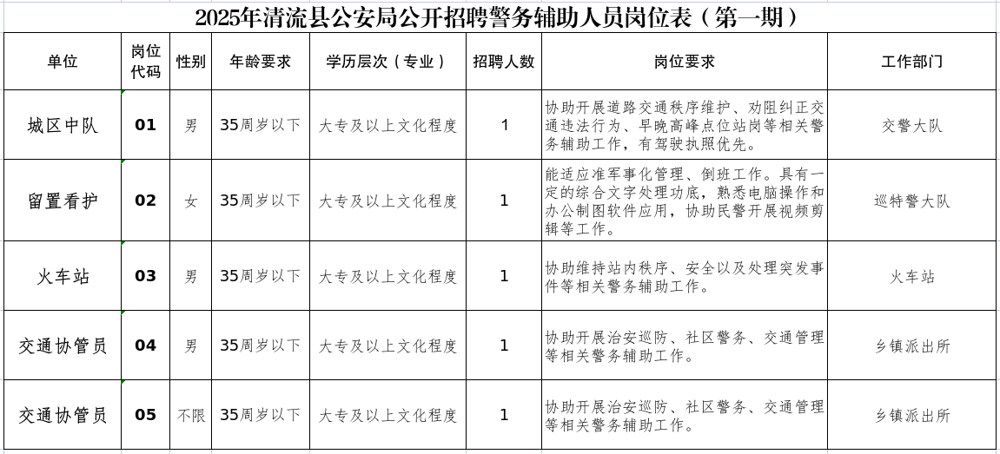 2025年清流县公安局公开招聘警务辅助人员岗位表（第一期）
单位 岗位代码 性别 年龄要求 学历层次（专业） 招聘人数 岗位要求 工作部门
城区中队 01 男 35周岁以下 大专及以上文化程度 1 协助开展道路交通秩序维护、劝阻纠正交
通违法行为、早晚高峰点位站岗等相关警
务辅助工作，有驾驶执照优先。 交警大队
留置看护 02 女 35周岁以下 大专及以上文化程度 1 能适应准军事化管理、倒班工作。具有一
定的综合文字处理功底，熟悉电脑操作和
办公制图软件应用，协助民警开展视频剪
辑等工作。 巡特警大队
火车站 03 男 35周岁以下 大专及以上文化程度 1 协助维持站内秩序、安全以及处理突发事
件等相关警务辅助工作。 火车站
交通协管员 04 男 35周岁以下 大专及以上文化程度 1 协助开展治安巡防、社区警务、交通管理
等相关警务辅助工作。 乡镇派出所
交通协管员 05 不限 35周岁以下 大专及以上文化程度 1 协助开展治安巡防、社区警务、交通管理
等相关警务辅助工作。 乡镇派出所